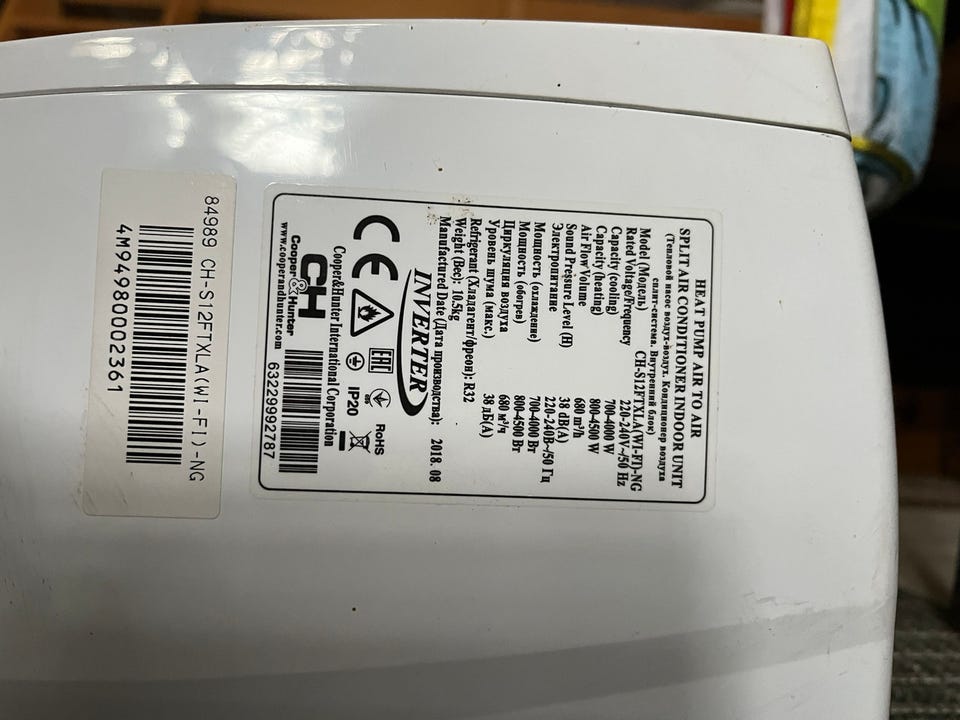 HEAT PUMP AIR TO AIR
SPLIT AIR CONDITIONER INDOOR UNIT
(Тепловой насос воздух-воздух. Кондиционер воздуха
сплит-система. Внутренний блок)
Model (Модель) CH-S12FTXLA(WI-FI)-NG
Rated Voltage/Frequency 220-240V~/50 Hz
Capacity (cooling) 700-4000 W
Capacity (heating) 800-4500 W
Air Flow Volume 680 m³/h
Sound Pressure Level (H) 38 dB(A)
Электропитание 220-240В~/50 Гц
Мощность (охлаждение) 700-4000 Вт
Мощность (обогрев) 800-4500 Вт
Циркуляция воздуха 680 м³/ч
Уровень шума (макс.) 38 дБ(А)
Refrigerant (Хладагент/фреон): R32
Weight (Вес): 10.5kg
Manufactured Date (Дата производства): 2018. 08
INVERTER
CE EAC IP20 RoHS
Cooper&Hunter International Corporation
CH
Cooper&Hunter
www.cooperandhunter.com 63229992787
84989 CH-S12FTXLA(WI-FI)-NG
4M94980002361